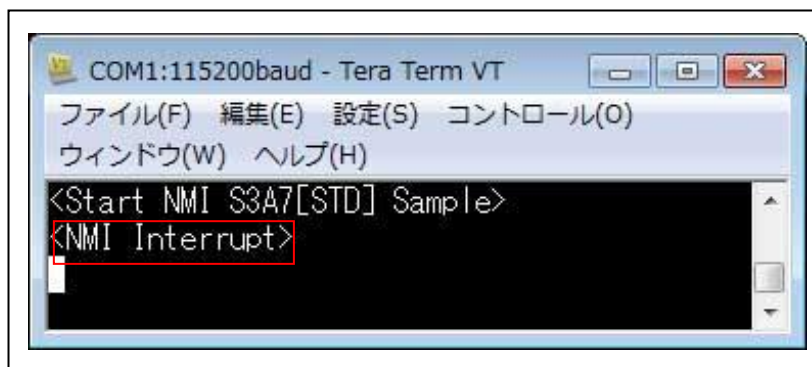 COM1:115200baud - Tera Term VT
ファイル(F) 編集(E) 設定(S) コントロール(O)
ウィンドウ(W) ヘルプ(H)
<Start NMI S3A7[STD] Sample>
<NMI Interrupt>